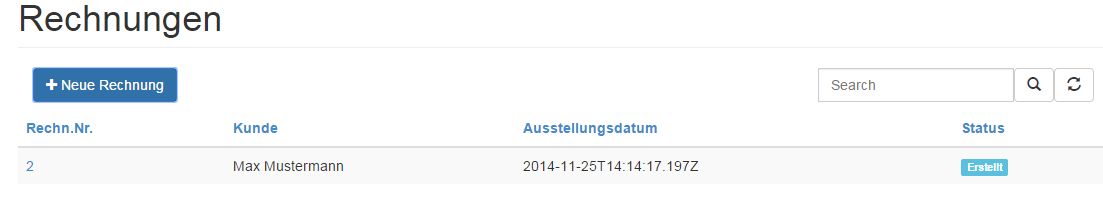 Rechnungen
Neue Rechnung
Search
Rechn.Nr. Kunde Ausstellungsdatum Status
2 Max Mustermann 2014-11-25T14:14:17.197Z Erstellt